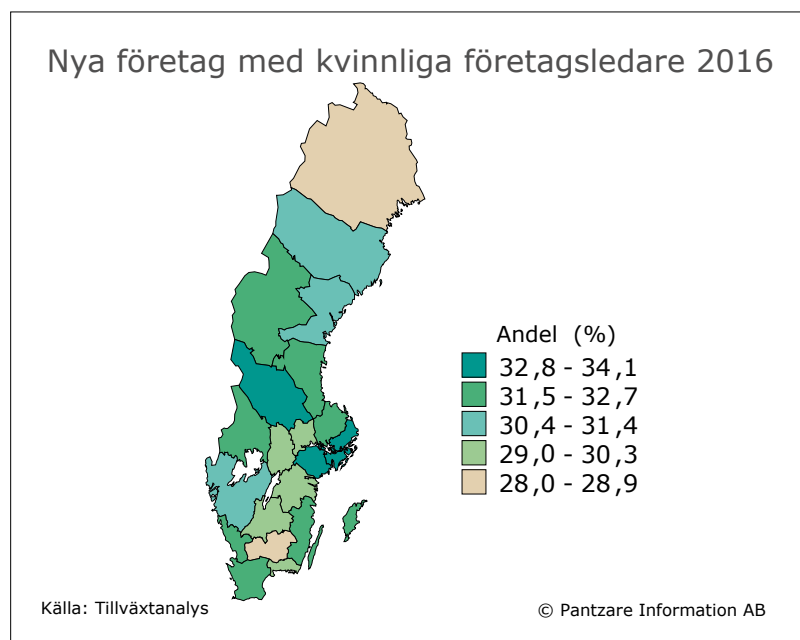 Nya företag med kvinnliga företagsledare 2016
Andel (%)
32,8 - 34,1
31,5 - 32,7
30,4 - 31,4
29,0 - 30,3
28,0 - 28,9
Källa: Tillväxtanalys
© Pantzare Information AB